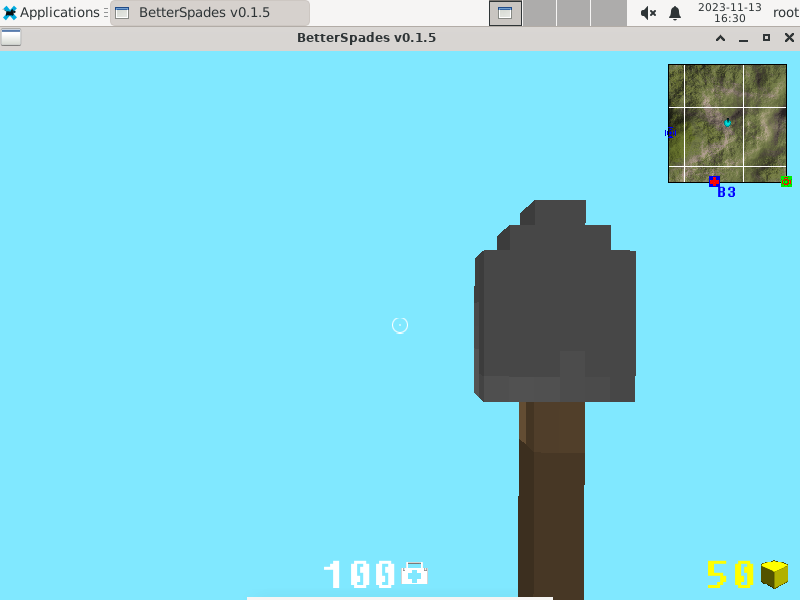 Applications
BetterSpades v0.1.5
2023-11-13
16:30
root
BetterSpades v0.1.5
B3
100
50